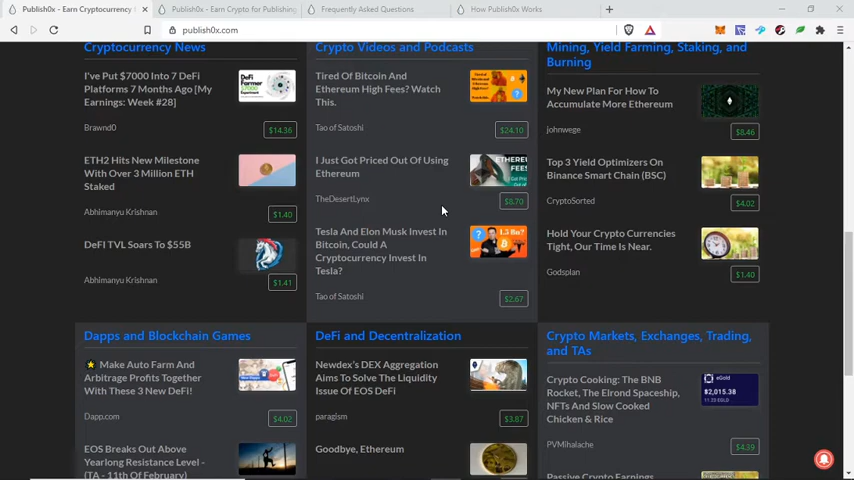 Publish0x - Earn Cryptocurrency
Publish0x - Earn Crypto for Publishing
Frequently Asked Questions
How Publish0x Works
publish0x.com
Cryptocurrency News
I've Put $7000 Into 7 DeFi
Platforms 7 Months Ago [My
Earnings: Week #28]
Brawnd0
$14.36
ETH2 Hits New Milestone
With Over 3 Million ETH
Staked
Abhimanyu Krishnan
$1.40
DeFi TVL Soars To $55B
Abhimanyu Krishnan
$1.41
Crypto Videos and Podcasts
Tired Of Bitcoin And
Ethereum High Fees? Watch
This.
Tao of Satoshi
$24.10
I Just Got Priced Out Of Using
Ethereum
TheDesertLynx
$8.70
Tesla And Elon Musk Invest In
Bitcoin, Could A
Cryptocurrency Invest In
Tesla?
Tao of Satoshi
$2.67
Mining, Yield Farming, Staking, and
Burning
My New Plan For How To
Accumulate More Ethereum
johnwege
$8.46
Top 3 Yield Optimizers On
Binance Smart Chain (BSC)
CryptoSorted
$4.02
Hold Your Crypto Currencies
Tight, Our Time Is Near.
Godsplan
$1.40
Dapps and Blockchain Games
Make Auto Farm And
Arbitrage Profits Together
With These 3 New DeFi!
Dapp.com
$4.02
EOS Breaks Out Above
Yearlong Resistance Level -
(TA - 11th Of February)
DeFi and Decentralization
Newdex's DEX Aggregation
Aims To Solve The Liquidity
Issue Of EOS DeFi
paragism
$3.87
Goodbye, Ethereum
Crypto Markets, Exchanges, Trading,
and TAs
Crypto Cooking: The BNB
Rocket, The Elrond Spaceship,
NFTs And Slow Cooked
Chicken & Rice
eGold
$2,015.38
PVMihalache
$4.39
Passive Crypto Earnings